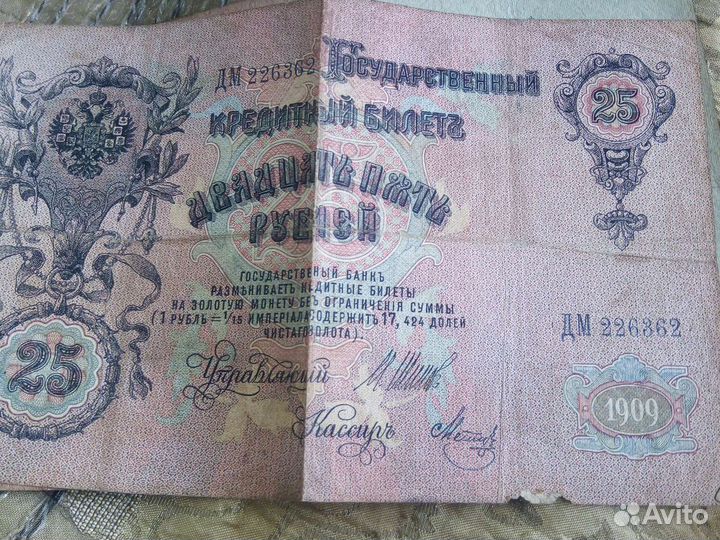 ДМ 226362
Государственный
25
Кредитный билетъ
Двадцать пять
рублей
Государственный банкъ
размѣниваетъ кредитные билеты
на золотую монету безъ ограниченія суммы
(1 рубль = 1/15 имперіала, содержитъ 17,424 долей
чистаго золота).
ДМ 226362
25
Управляющій
Кассиръ
1909
Avito